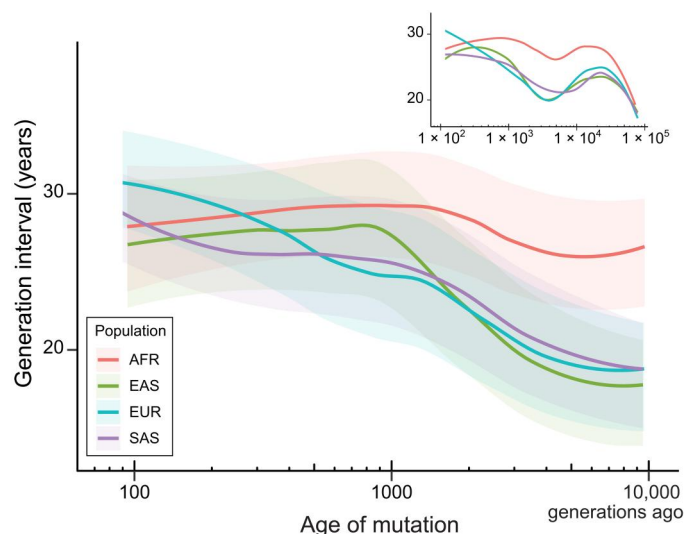 30
20
1 × 10²
1 × 10³
1 × 10⁴
1 × 10⁵
Generation interval (years)
30
20
Population
AFR
EAS
EUR
SAS
100
1000
10,000
generations ago
Age of mutation